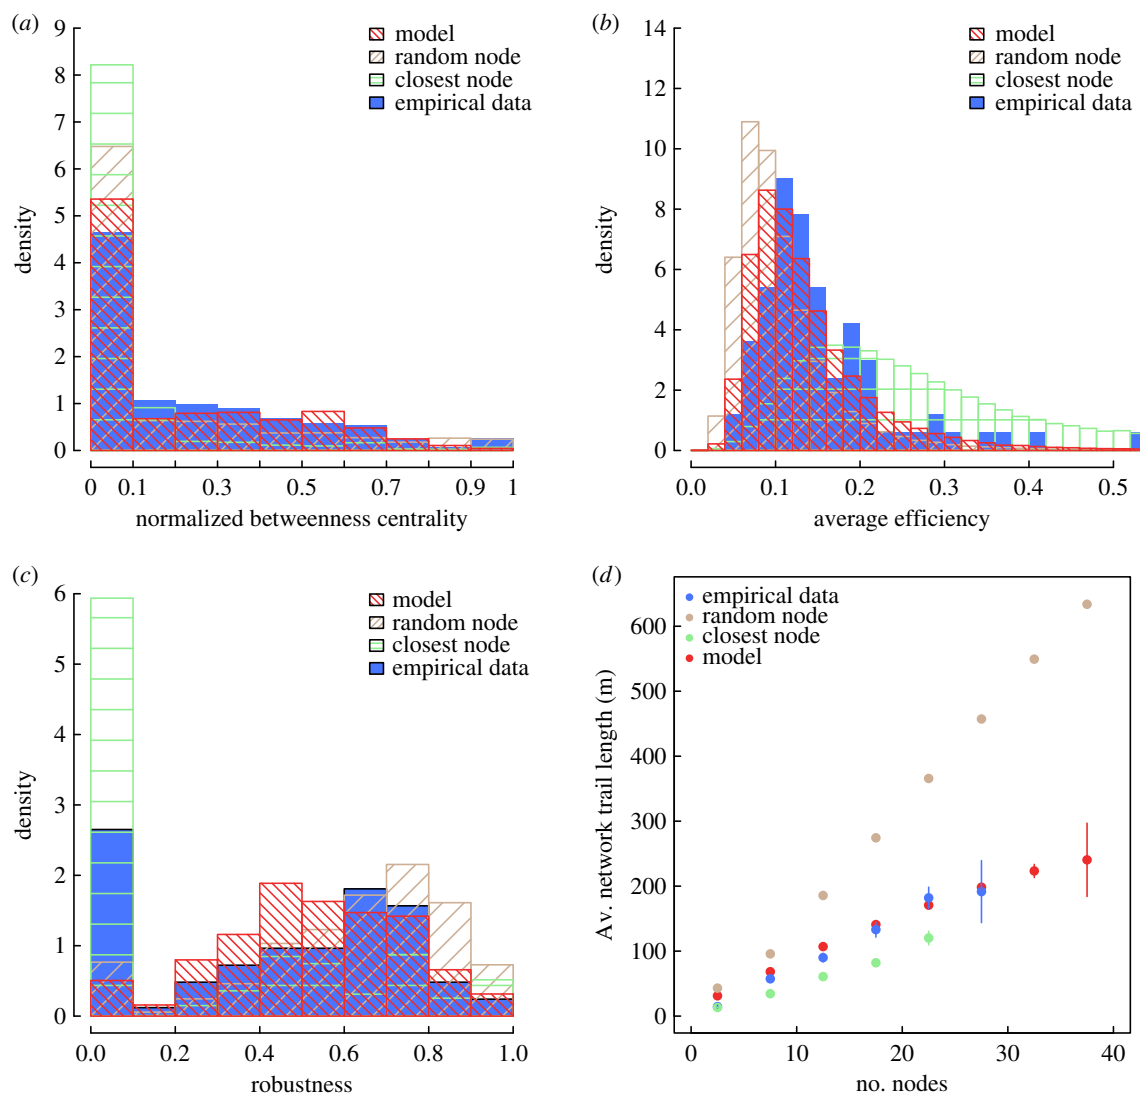 (a)
9
8
7
6
5
4
3
2
1
0
density
model
random node
closest node
empirical data
0 0.1 0.3 0.5 0.7 0.9 1
normalized betweenness centrality
(b)
14
12
10
8
6
4
2
0
density
model
random node
closest node
empirical data
0.0 0.1 0.2 0.3 0.4 0.5
average efficiency
(c)
6
5
4
3
2
1
0
density
model
random node
closest node
empirical data
0.0 0.2 0.4 0.6 0.8 1.0
robustness
(d)
600
500
400
300
200
100
0
Av. network trail length (m)
empirical data
random node
closest node
model
0 10 20 30 40
no. nodes